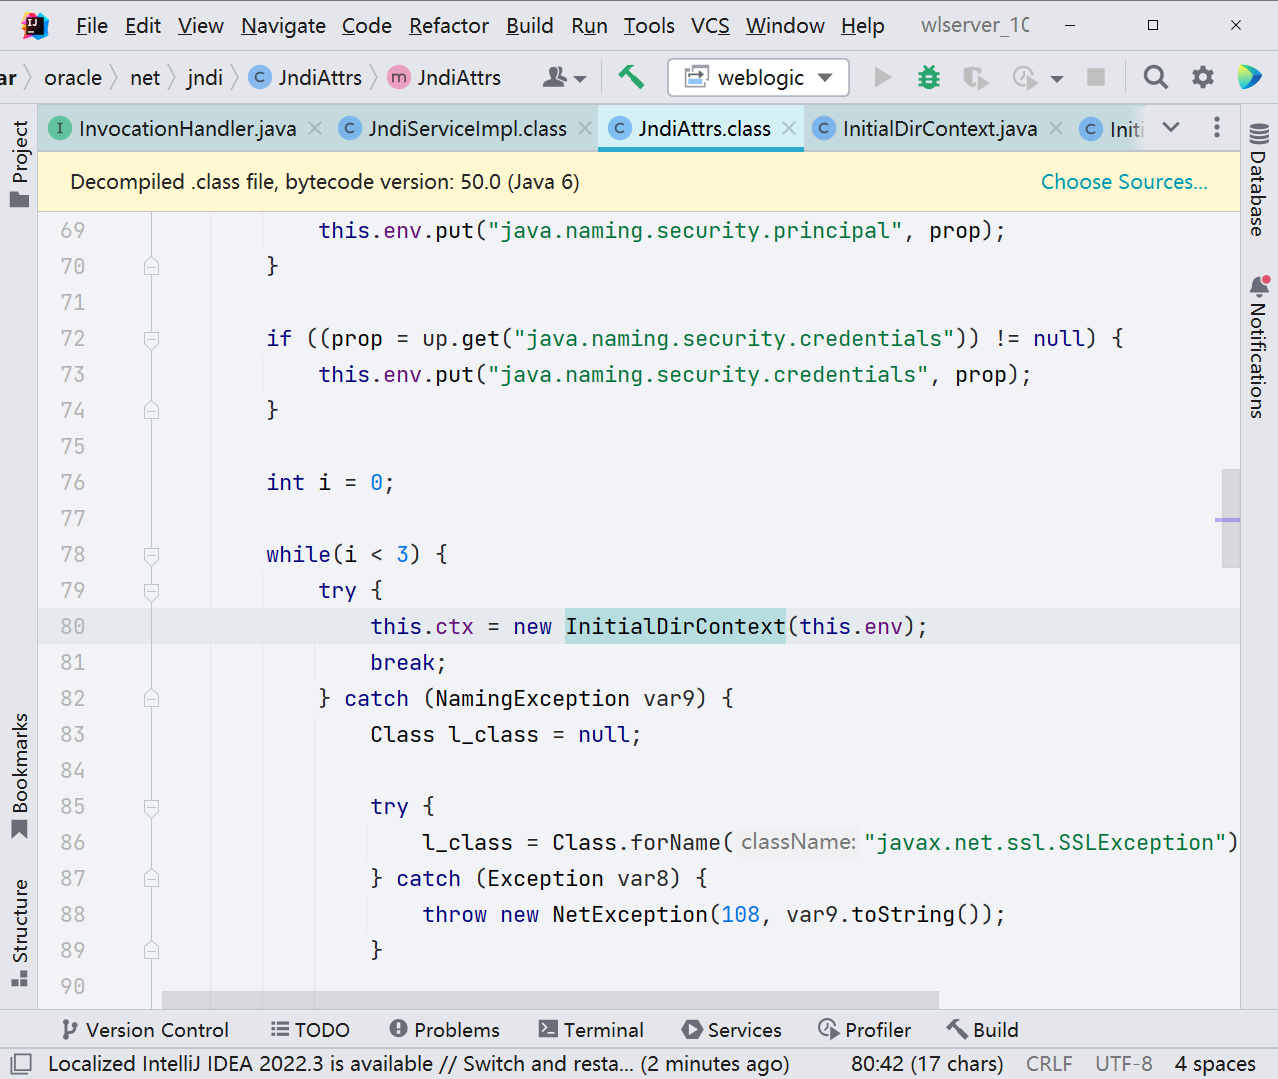 File Edit View Navigate Code Refactor Build Run Tools VCS Window Help wlserver_10
ar oracle net jndi JndiAttrs JndiAttrs weblogic
InvocationHandler.java JndiServiceImpl.class JndiAttrs.class InitialDirContext.java Initi
Decompiled .class file, bytecode version: 50.0 (Java 6) Choose Sources...
69 this.env.put("java.naming.security.principal", prop);
70 }
71
72 if ((prop = up.get("java.naming.security.credentials")) != null) {
73 this.env.put("java.naming.security.credentials", prop);
74 }
75
76 int i = 0;
77
78 while(i < 3) {
79 try {
80 this.ctx = new InitialDirContext(this.env);
81 break;
82 } catch (NamingException var9) {
83 Class l_class = null;
84
85 try {
86 l_class = Class.forName( className: "javax.net.ssl.SSLException")
87 } catch (Exception var8) {
88 throw new NetException(108, var9.toString());
89 }
90
Project
Bookmarks
Structure
Database
Notifications
Version Control TODO Problems Terminal Services Profiler Build
Localized IntelliJ IDEA 2022.3 is available // Switch and resta... (2 minutes ago) 80:42 (17 chars) CRLF UTF-8 4 spaces